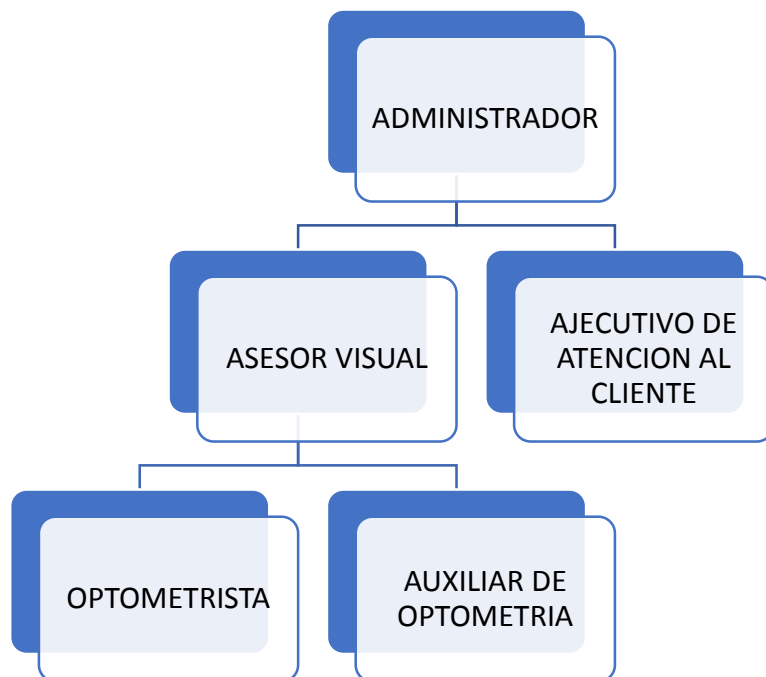 ADMINISTRADOR
ASESOR VISUAL
AJECUTIVO DE
ATENCION AL
CLIENTE
OPTOMETRISTA
AUXILIAR DE
OPTOMETRIA